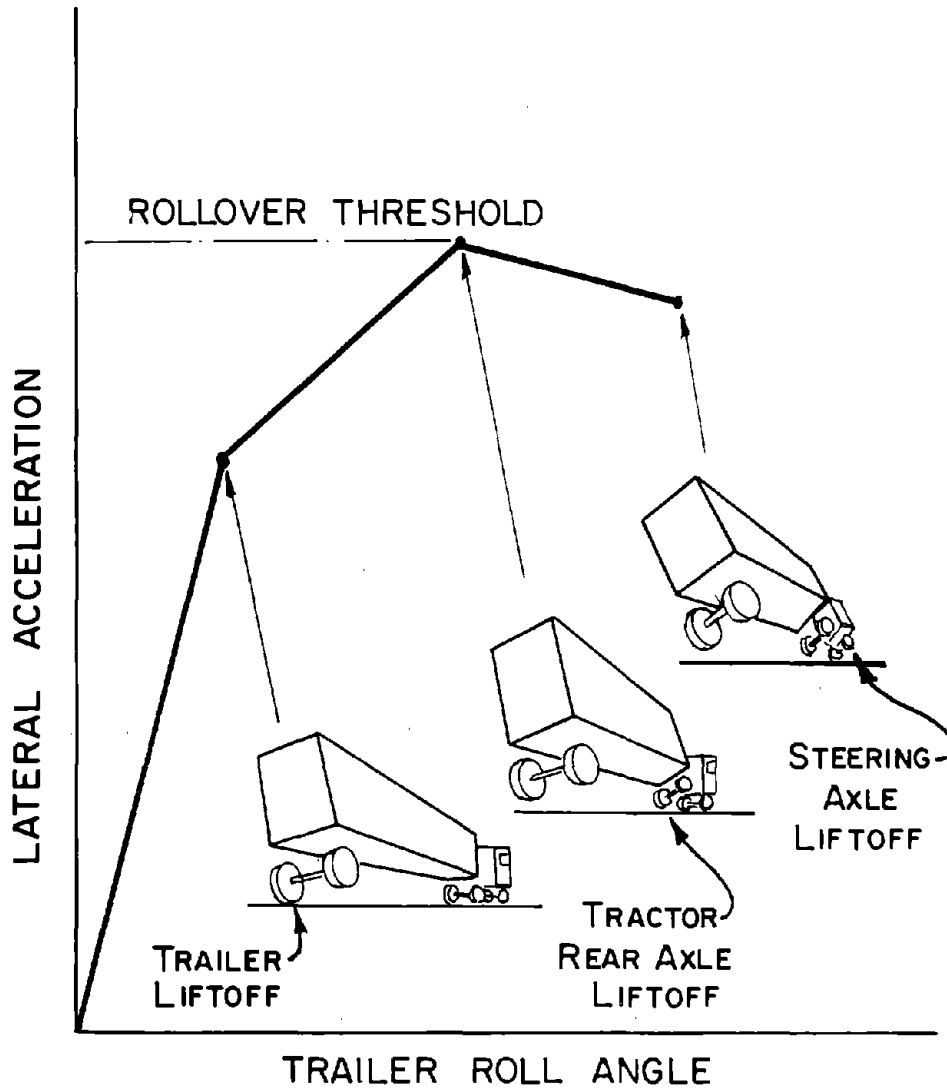 ROLLOVER THRESHOLD
LATERAL ACCELERATION
STEERING-
AXLE
LIFTOFF
TRACTOR
REAR AXLE
LIFTOFF
TRAILER
LIFTOFF
TRAILER ROLL ANGLE